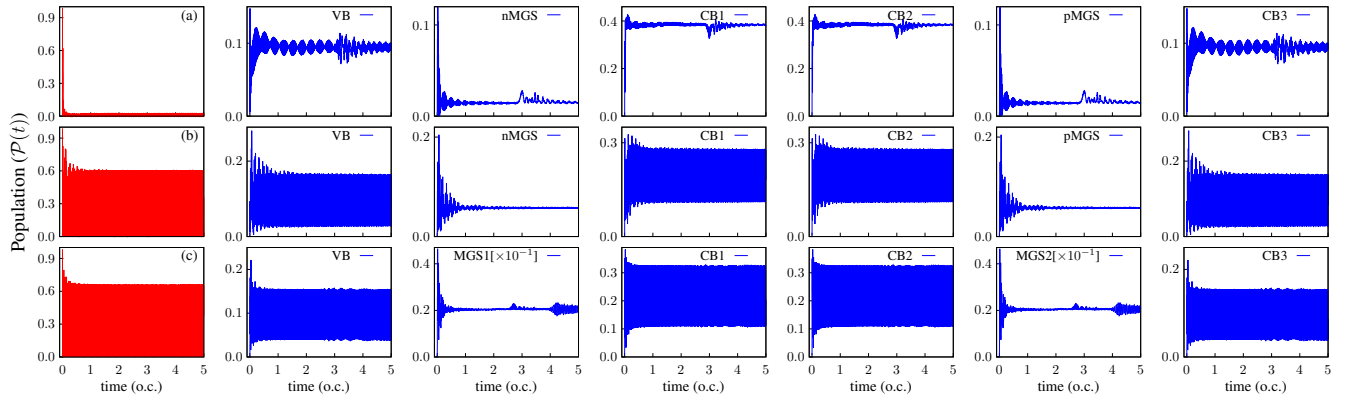 Population (𝒫(t))
0.9 0.6 0.3 0.0 (a)
0.1 0.0 VB
0.1 0.0 nMGS
0.4 0.2 0.0 CB1
0.4 0.2 0.0 CB2
0.1 0.0 pMGS
0.1 0.0 CB3
0.9 0.6 0.3 0.0 (b)
0.2 0.0 VB
0.2 0.0 nMGS
0.3 0.0 CB1
0.3 0.0 CB2
0.2 0.0 pMGS
0.2 0.0 CB3
0.9 0.6 0.3 0.0 (c)
0.2 0.1 0.0 VB
0.4 0.2 0.0 MGS1[×10⁻¹]
0.3 0.2 0.1 0.0 CB1
0.3 0.2 0.1 0.0 CB2
0.4 0.2 0.0 MGS2[×10⁻¹]
0.2 0.1 0.0 CB3
0 1 2 3 4 5
0 1 2 3 4 5
0 1 2 3 4 5
0 1 2 3 4 5
0 1 2 3 4 5
0 1 2 3 4 5
0 1 2 3 4 5
time (o.c.)
time (o.c.)
time (o.c.)
time (o.c.)
time (o.c.)
time (o.c.)
time (o.c.)